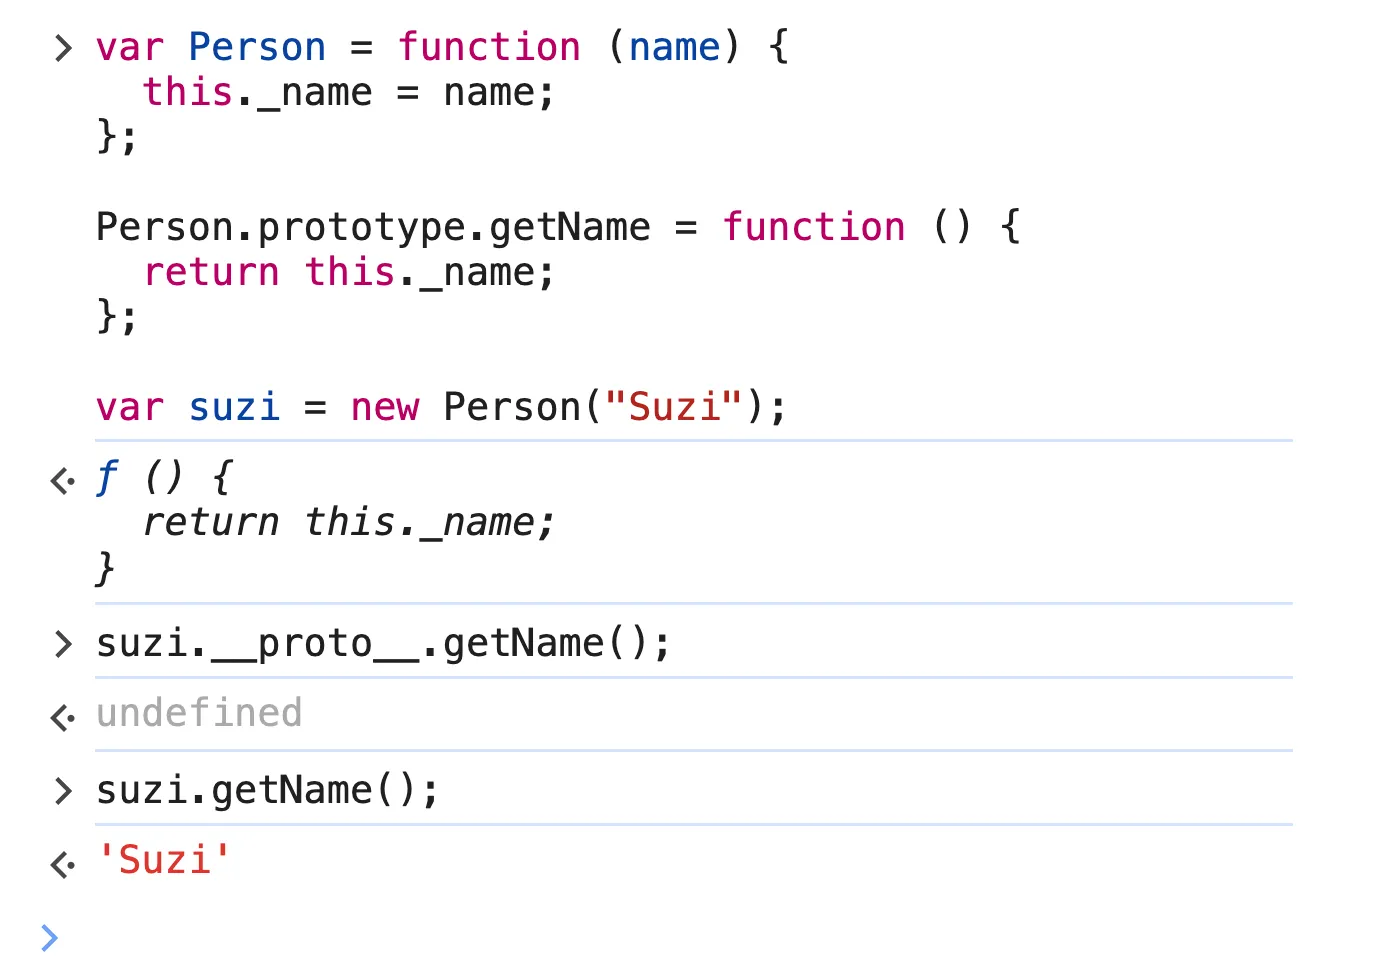 > var Person = function (name) {
  this._name = name;
};
Person.prototype.getName = function () {
  return this._name;
};
var suzi = new Person("Suzi");
ƒ () {
  return this._name;
}
> suzi.__proto__.getName();
undefined
> suzi.getName();
'Suzi'
>